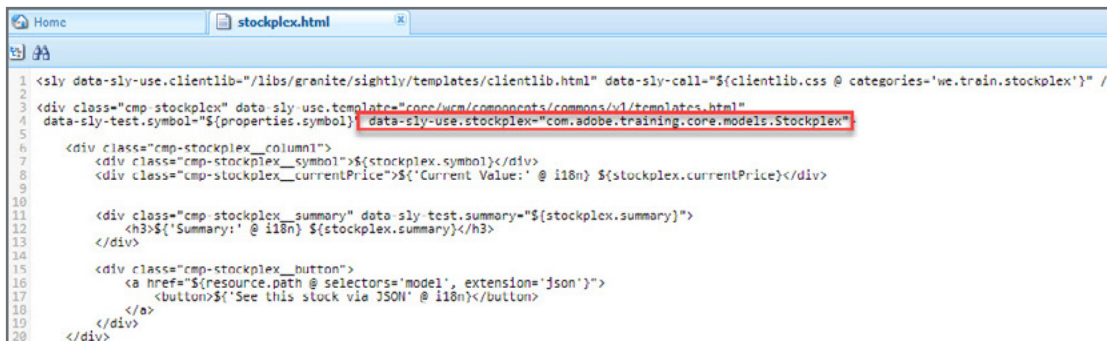 Home
stockplex.html
1 <sly data-sly-use.clientlib="/libs/granite/sightly/templates/clientlib.html" data-sly-call="${clientlib.css @ categories='we.train.stockplex'}" /
2
3 <div class="cmp-stockplex" data-sly-use.template="core/wcm/components/commons/v1/templates.html"
4 data-sly-test.symbol="${properties.symbol}" data-sly-use.stockplex="com.adobe.training.core.models.Stockplex">
5
6 <div class="cmp-stockplex__column1">
7 <div class="cmp-stockplex__symbol">${stockplex.symbol}</div>
8 <div class="cmp-stockplex__currentPrice">${'Current Value:' @ i18n} ${stockplex.currentPrice}</div>
9
10
11 <div class="cmp-stockplex__summary" data-sly-test.summary="${stockplex.summary}">
12 <h3>${'Summary:' @ i18n} ${stockplex.summary}</h3>
13 </div>
14
15 <div class="cmp-stockplex__button">
16 <a href="${resource.path @ selectors='model', extension='json'}">
17 <button>${'See this stock via JSON' @ i18n}</button>
18 </a>
19 </div>
20 </div>